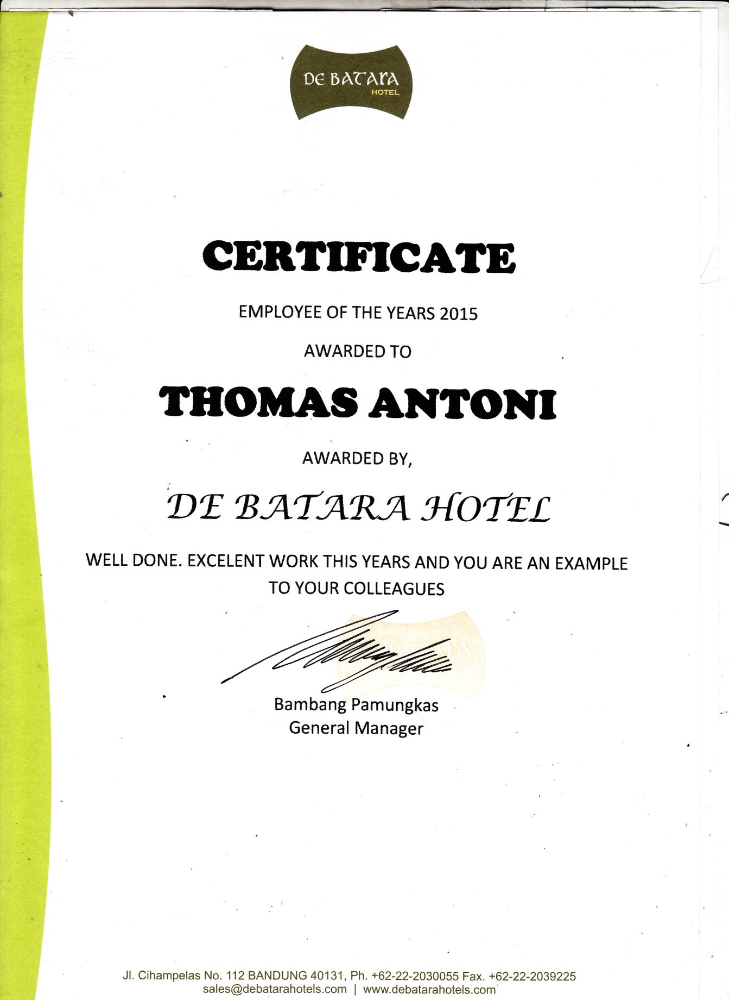 DE BATARA
HOTEL
CERTIFICATE
EMPLOYEE OF THE YEARS 2015
AWARDED TO
THOMAS ANTONI
AWARDED BY,
DE BATARA HOTEL
WELL DONE. EXCELENT WORK THIS YEARS AND YOU ARE AN EXAMPLE
TO YOUR COLLEAGUES
Bambang Pamungkas
General Manager
Jl. Cihampelas No. 112 BANDUNG 40131, Ph. +62-22-2030055 Fax. +62-22-2039225
sales@debatarahotels.com | www.debatarahotels.com